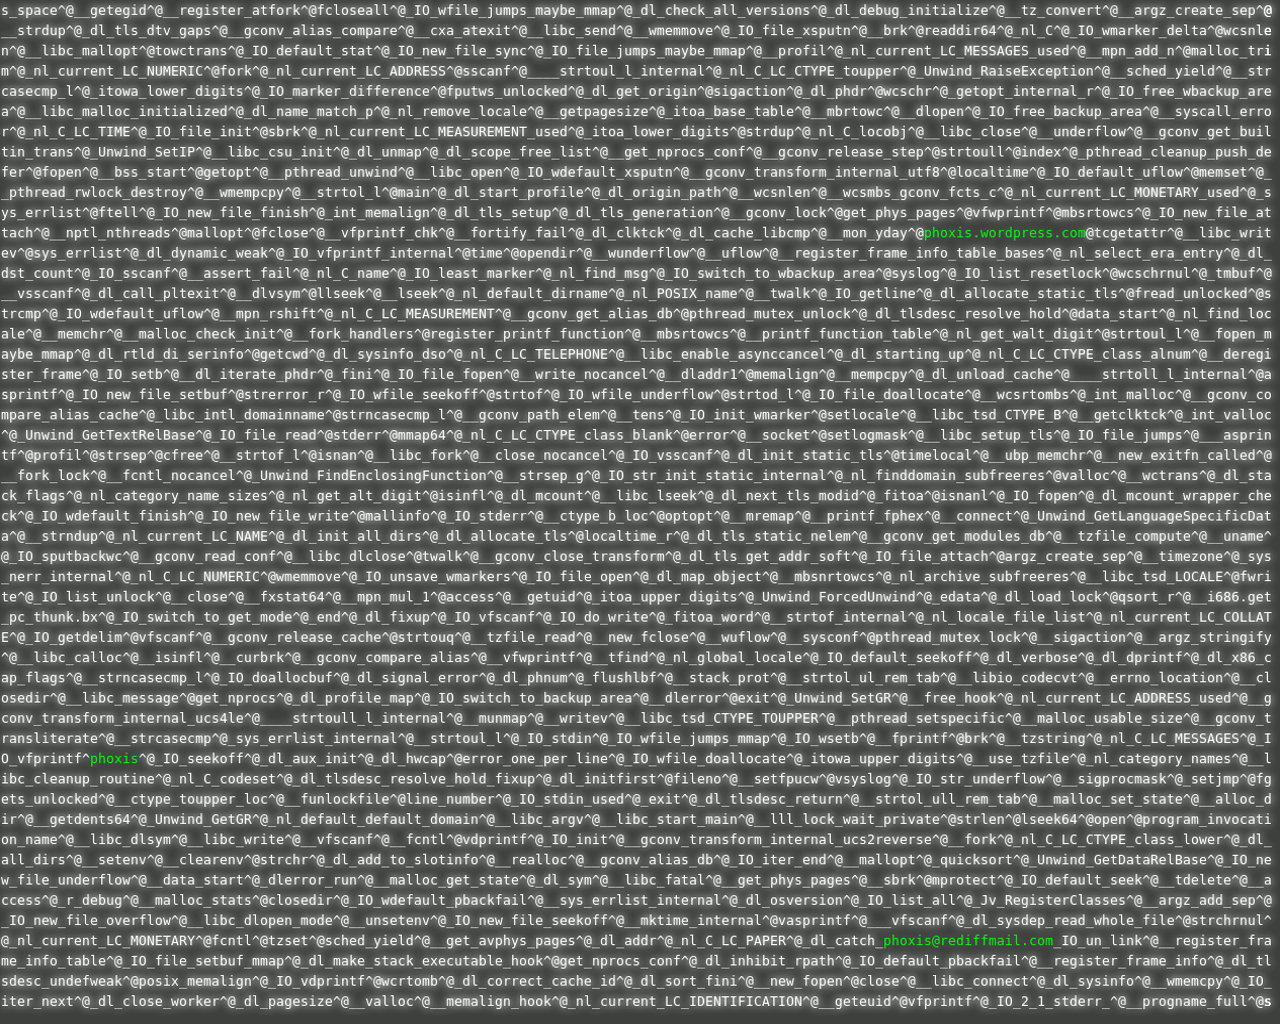 s_space^@__getegid^@__register_atfork^@fcloseall^@_IO_wfile_jumps_maybe_mmap^@_dl_check_all_versions^@_dl_debug_initialize^@__tz_convert^@__argz_create_sep^@
__strdup^@_dl_tls_dtv_gaps^@__gconv_alias_compare^@__cxa_atexit^@__libc_send^@__wmemmove^@_IO_file_xsputn^@__brk^@readdir64^@_nl_C^@_IO_wmarker_delta^@wcsnle
n^@__libc_mallopt^@towctrans^@_IO_default_stat^@_IO_new_file_sync^@_IO_file_jumps_maybe_mmap^@__profil^@_nl_current_LC_MESSAGES_used^@__mpn_add_n^@malloc_tri
m^@_nl_current_LC_NUMERIC^@fork^@_nl_current_LC_ADDRESS^@sscanf^@____strtoul_l_internal^@_nl_C_LC_CTYPE_toupper^@_Unwind_RaiseException^@__sched_yield^@__str
casecmp_l^@_itowa_lower_digits^@_IO_marker_difference^@fputws_unlocked^@_dl_get_origin^@sigaction^@_dl_phdr^@wcschr^@_getopt_internal_r^@_IO_free_wbackup_are
a^@__libc_malloc_initialized^@_dl_name_match_p^@_nl_remove_locale^@__getpagesize^@_itoa_base_table^@__mbrtowc^@__dlopen^@_IO_free_backup_area^@__syscall_erro
r^@_nl_C_LC_TIME^@_IO_file_init^@sbrk^@_nl_current_LC_MEASUREMENT_used^@_itoa_lower_digits^@strdup^@_nl_C_locobj^@__libc_close^@__underflow^@__gconv_get_buil
tin_trans^@_Unwind_SetIP^@__libc_csu_init^@_dl_unmap^@_dl_scope_free_list^@__get_nprocs_conf^@__gconv_release_step^@strtoull^@index^@_pthread_cleanup_push_de
fer^@fopen^@__bss_start^@getopt^@__pthread_unwind^@__libc_open^@_IO_wdefault_xsputn^@__gconv_transform_internal_utf8^@localtime^@_IO_default_uflow^@memset^@_
_pthread_rwlock_destroy^@__wmempcpy^@__strtol_l^@main^@_dl_start_profile^@_dl_origin_path^@__wcsnlen^@__wcsmbs_gconv_fcts_c^@_nl_current_LC_MONETARY_used^@_s
ys_errlist^@ftell^@_IO_new_file_finish^@_int_memalign^@_dl_tls_setup^@_dl_tls_generation^@__gconv_lock^@get_phys_pages^@vfwprintf^@mbsrtowcs^@_IO_new_file_at
tach^@__nptl_nthreads^@mallopt^@fclose^@__vfprintf_chk^@__fortify_fail^@_dl_clktck^@_dl_cache_libcmp^@__mon_yday^@phoxis.wordpress.com@tcgetattr^@__libc_writ
ev^@sys_errlist^@_dl_dynamic_weak^@_IO_vfprintf_internal^@time^@opendir^@__wunderflow^@__uflow^@__register_frame_info_table_bases^@_nl_select_era_entry^@_dl_
dst_count^@_IO_sscanf^@__assert_fail^@_nl_C_name^@_IO_least_marker^@_nl_find_msg^@_IO_switch_to_wbackup_area^@syslog^@_IO_list_resetlock^@wcschrnul^@_tmbuf^@
__vsscanf^@_dl_call_pltexit^@__dlvsym^@llseek^@__lseek^@_nl_default_dirname^@_nl_POSIX_name^@__twalk^@_IO_getline^@_dl_allocate_static_tls^@fread_unlocked^@s
trcmp^@_IO_wdefault_uflow^@__mpn_rshift^@_nl_C_LC_MEASUREMENT^@__gconv_get_alias_db^@pthread_mutex_unlock^@_dl_tlsdesc_resolve_hold^@data_start^@_nl_find_loc
ale^@__memchr^@__malloc_check_init^@__fork_handlers^@register_printf_function^@__mbsrtowcs^@__printf_function_table^@_nl_get_walt_digit^@strtoul_l^@__fopen_m
aybe_mmap^@_dl_rtld_di_serinfo^@getcwd^@_dl_sysinfo_dso^@_nl_C_LC_TELEPHONE^@__libc_enable_asynccancel^@_dl_starting_up^@_nl_C_LC_CTYPE_class_alnum^@__deregi
ster_frame^@_IO_setb^@__dl_iterate_phdr^@_fini^@_IO_file_fopen^@__write_nocancel^@__dladdr1^@memalign^@__mempcpy^@_dl_unload_cache^@____strtoll_l_internal^@a
sprintf^@_IO_new_file_setbuf^@strerror_r^@_IO_wfile_seekoff^@strtof^@_IO_wfile_underflow^@strtod_l^@_IO_file_doallocate^@__wcsrtombs^@_int_malloc^@__gconv_co
mpare_alias_cache^@_libc_intl_domainname^@strncasecmp_l^@__gconv_path_elem^@__tens^@_IO_init_wmarker^@setlocale^@__libc_tsd_CTYPE_B^@__getclktck^@_int_valloc
^@_Unwind_GetTextRelBase^@_IO_file_read^@stderr^@mmap64^@_nl_C_LC_CTYPE_class_blank^@error^@__socket^@setlogmask^@__libc_setup_tls^@_IO_file_jumps^@___asprin
tf^@profil^@strsep^@cfree^@__strtof_l^@isnan^@__libc_fork^@__close_nocancel^@_IO_vsscanf^@_dl_init_static_tls^@timelocal^@__ubp_memchr^@__new_exitfn_called^@
__fork_lock^@__fcntl_nocancel^@_Unwind_FindEnclosingFunction^@__strsep_g^@_IO_str_init_static_internal^@_nl_finddomain_subfreeres^@valloc^@__wctrans^@_dl_sta
ck_flags^@_nl_category_name_sizes^@_nl_get_alt_digit^@isinfl^@_dl_mcount^@__libc_lseek^@_dl_next_tls_modid^@_fitoa^@isnanl^@_IO_fopen^@_dl_mcount_wrapper_che
ck^@_IO_wdefault_finish^@_IO_new_file_write^@mallinfo^@_IO_stderr^@__ctype_b_loc^@optopt^@__mremap^@__printf_fphex^@__connect^@_Unwind_GetLanguageSpecificDat
a^@__strndup^@_nl_current_LC_NAME^@_dl_init_all_dirs^@_dl_allocate_tls^@localtime_r^@_dl_tls_static_nelem^@__gconv_get_modules_db^@__tzfile_compute^@__uname^
@_IO_sputbackwc^@__gconv_read_conf^@__libc_dlclose^@twalk^@__gconv_close_transform^@_dl_tls_get_addr_soft^@_IO_file_attach^@argz_create_sep^@__timezone^@_sys
_nerr_internal^@_nl_C_LC_NUMERIC^@wmemmove^@_IO_unsave_wmarkers^@_IO_file_open^@_dl_map_object^@__mbsnrtowcs^@_nl_archive_subfreeres^@__libc_tsd_LOCALE^@fwri
te^@_IO_list_unlock^@__close^@__fxstat64^@__mpn_mul_1^@access^@__getuid^@_itoa_upper_digits^@_Unwind_ForcedUnwind^@_edata^@_dl_load_lock^@qsort_r^@__i686.get
_pc_thunk.bx^@_IO_switch_to_get_mode^@_end^@_dl_fixup^@_IO_vfscanf^@_IO_do_write^@_fitoa_word^@__strtof_internal^@_nl_locale_file_list^@_nl_current_LC_COLLAT
E^@_IO_getdelim^@vfscanf^@__gconv_release_cache^@strtouq^@__tzfile_read^@__new_fclose^@__wuflow^@__sysconf^@pthread_mutex_lock^@__sigaction^@__argz_stringify
^@__libc_calloc^@__isinfl^@__curbrk^@__gconv_compare_alias^@__vfwprintf^@__tfind^@_nl_global_locale^@_IO_default_seekoff^@_dl_verbose^@_dl_dprintf^@_dl_x86_c
ap_flags^@__strncasecmp_l^@_IO_doallocbuf^@_dl_signal_error^@_dl_phnum^@_flushlbf^@__stack_prot^@__strtol_ul_rem_tab^@__libio_codecvt^@__errno_location^@__cl
osedir^@__libc_message^@get_nprocs^@_dl_profile_map^@_IO_switch_to_backup_area^@__dlerror^@exit^@_Unwind_SetGR^@__free_hook^@_nl_current_LC_ADDRESS_used^@__g
conv_transform_internal_ucs4le^@____strtoull_l_internal^@__munmap^@__writev^@__libc_tsd_CTYPE_TOUPPER^@__pthread_setspecific^@__malloc_usable_size^@__gconv_t
ransliterate^@__strcasecmp^@_sys_errlist_internal^@__strtoul_l^@_IO_stdin^@_IO_wfile_jumps_mmap^@_IO_wsetb^@__fprintf^@brk^@__tzstring^@_nl_C_LC_MESSAGES^@_I
O_vfprintf^phoxis^@_IO_seekoff^@_dl_aux_init^@_dl_hwcap^@error_one_per_line^@_IO_wfile_doallocate^@_itowa_upper_digits^@__use_tzfile^@_nl_category_names^@__l
ibc_cleanup_routine^@_nl_C_codeset^@_dl_tlsdesc_resolve_hold_fixup^@_dl_initfirst^@fileno^@__setfpucw^@vsyslog^@_IO_str_underflow^@__sigprocmask^@_setjmp^@fg
ets_unlocked^@__ctype_toupper_loc^@__funlockfile^@line_number^@_IO_stdin_used^@_exit^@_dl_tlsdesc_return^@__strtol_ull_rem_tab^@__malloc_set_state^@_alloc_d
ir^@__getdents64^@_Unwind_GetGR^@_nl_default_default_domain^@__libc_argv^@__libc_start_main^@__lll_lock_wait_private^@strlen^@lseek64^@open^@program_invocati
on_name^@__libc_dlsym^@__libc_write^@__vfscanf^@__fcntl^@vdprintf^@_IO_init^@__gconv_transform_internal_ucs2reverse^@__fork^@_nl_C_LC_CTYPE_class_lower^@_dl_
all_dirs^@__setenv^@__clearenv^@strchr^@_dl_add_to_slotinfo^@__realloc^@__gconv_alias_db^@_IO_iter_end^@__mallopt^@_quicksort^@_Unwind_GetDataRelBase^@_IO_ne
w_file_underflow^@__data_start^@_dlerror_run^@__malloc_get_state^@_dl_sym^@__libc_fatal^@__get_phys_pages^@__sbrk^@mprotect^@_IO_default_seek^@__tdelete^@__a
ccess^@_r_debug^@__malloc_stats^@closedir^@_IO_wdefault_pbackfail^@__sys_errlist_internal^@_dl_osversion^@_IO_list_all^@_Jv_RegisterClasses^@__argz_add_sep^@
_IO_new_file_overflow^@__libc_dlopen_mode^@__unsetenv^@_IO_new_file_seekoff^@__mktime_internal^@vasprintf^@___vfscanf^@_dl_sysdep_read_whole_file^@strchrnul^
@_nl_current_LC_MONETARY^@fcntl^@tzset^@sched_yield^@__get_avphys_pages^@_dl_addr^@_nl_C_LC_PAPER^@_dl_catch_phoxis@rediffmail.com_IO_un_link^@__register_fra
me_info_table^@_IO_file_setbuf_mmap^@_dl_make_stack_executable_hook^@get_nprocs_conf^@_dl_inhibit_rpath^@_IO_default_pbackfail^@__register_frame_info^@_dl_tl
sdesc_undefweak^@posix_memalign^@_IO_vdprintf^@wcrtomb^@_dl_correct_cache_id^@_dl_sort_fini^@__new_fopen^@close^@__libc_connect^@_dl_sysinfo^@__wmemcpy^@_IO_
iter_next^@_dl_close_worker^@_dl_pagesize^@__valloc^@__memalign_hook^@_nl_current_LC_IDENTIFICATION^@__geteuid^@vfprintf^@_IO_2_1_stderr_^@__progname_full^@s